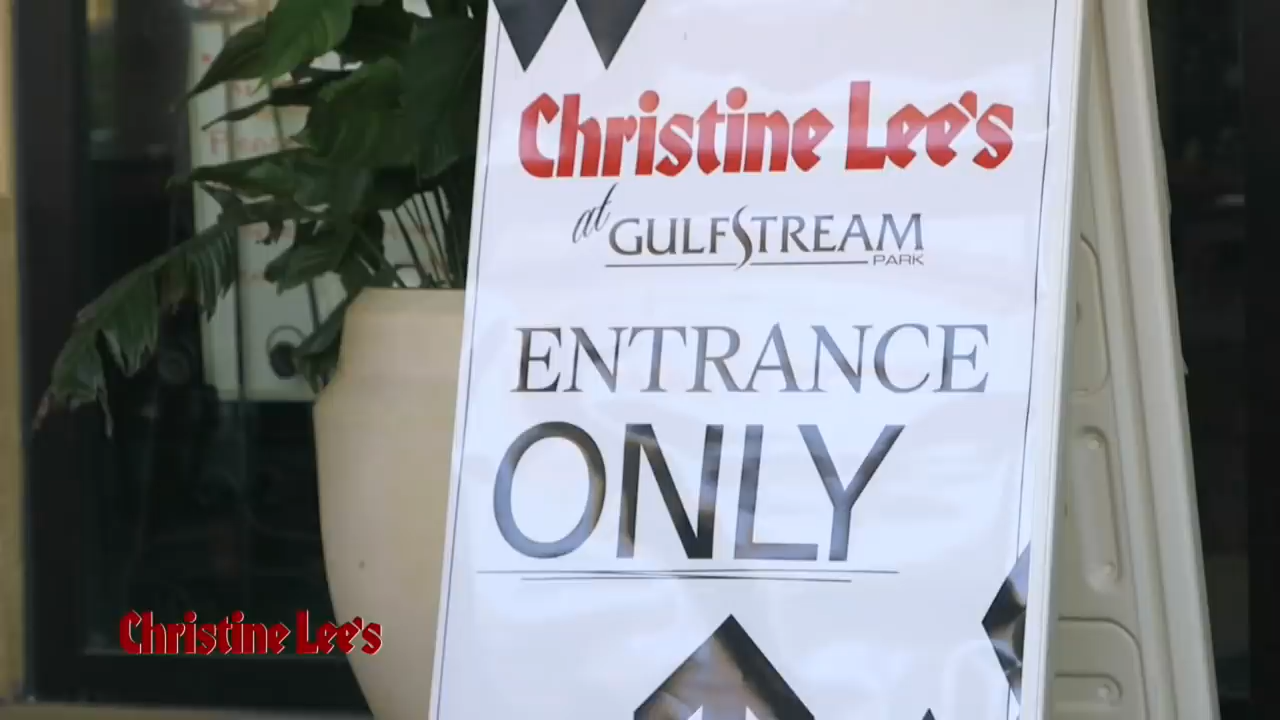 Christine Lee's
at GULFSTREAM
PARK
ENTRANCE
ONLY
Christine Lee's